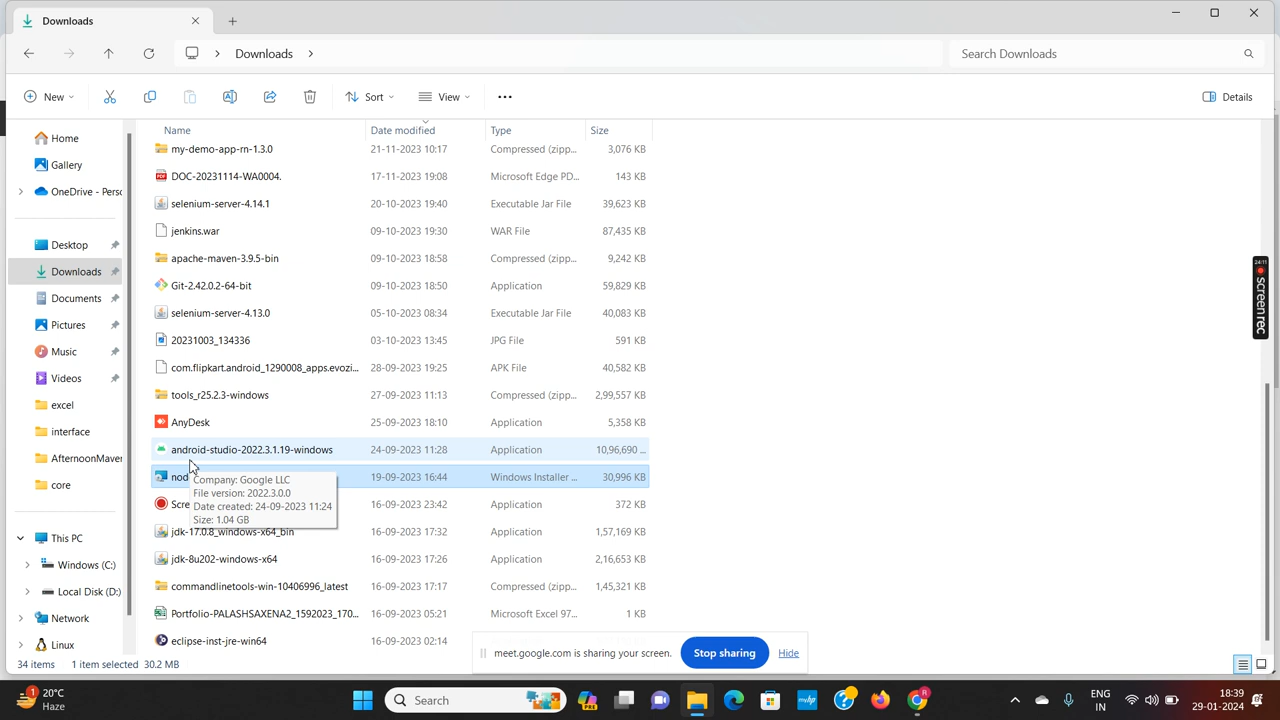 Downloads
Downloads
Search Downloads
New
Sort
View
Details
Name Date modified Type Size
my-demo-app-rn-1.3.0 21-11-2023 10:17 Compressed (zipp... 3,076 KB
DOC-20231114-WA0004. 17-11-2023 19:08 Microsoft Edge PD... 143 KB
selenium-server-4.14.1 20-10-2023 19:40 Executable Jar File 39,623 KB
jenkins.war 09-10-2023 19:30 WAR File 87,435 KB
apache-maven-3.9.5-bin 09-10-2023 18:58 Compressed (zipp... 9,242 KB
Git-2.42.0.2-64-bit 09-10-2023 18:50 Application 59,829 KB
selenium-server-4.13.0 05-10-2023 08:34 Executable Jar File 40,083 KB
20231003_134336 03-10-2023 13:45 JPG File 591 KB
com.flipkart.android_1290008_apps.evozi... 28-09-2023 19:25 APK File 40,582 KB
tools_r25.2.3-windows 27-09-2023 11:13 Compressed (zipp... 2,99,557 KB
AnyDesk 25-09-2023 18:10 Application 5,358 KB
android-studio-2022.3.1.19-windows 24-09-2023 11:28 Application 10,96,690 ...
nod 19-09-2023 16:44 Windows Installer ... 30,996 KB
Scre 16-09-2023 23:42 Application 372 KB
jdk-17.0.8_windows-x64_bin 16-09-2023 17:32 Application 1,57,169 KB
jdk-8u202-windows-x64 16-09-2023 17:26 Application 2,16,653 KB
commandlinetools-win-10406996_latest 16-09-2023 17:17 Compressed (zipp... 1,45,321 KB
Portfolio-PALASHSAXENA2_1592023_170... 16-09-2023 05:21 Microsoft Excel 97... 1 KB
eclipse-inst-jre-win64 16-09-2023 02:14
Company: Google LLC
File version: 2022.3.0.0
Date created: 24-09-2023 11:24
Size: 1.04 GB
Home
Gallery
OneDrive - Perso
Desktop
Downloads
Documents
Pictures
Music
Videos
excel
interface
AfternoonMaven
core
This PC
Windows (C:)
Local Disk (D:)
Network
Linux
24:11
screenrec
meet.google.com is sharing your screen. Stop sharing Hide
34 items 1 item selected 30.2 MB
1
20°C
Haze
Search
PRE
myhp
R
ENG
IN
18:39
29-01-2024